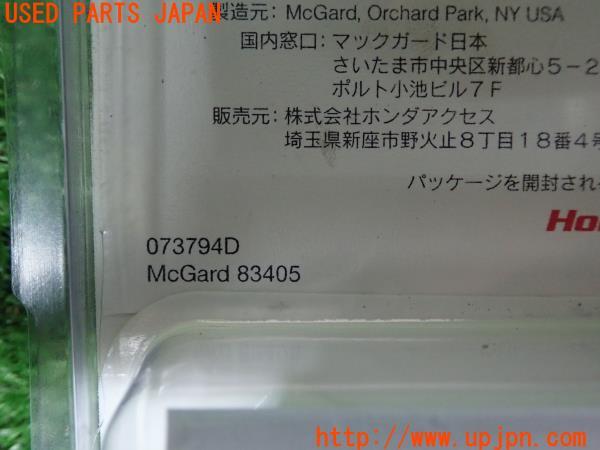 USED PARTS JAPAN
製造元: McGard, Orchard Park, NY USA
国内窓口: マックガード日本
さいたま市中央区新都心5-2
ポルト小池ビル7F
販売元: 株式会社ホンダアクセス
埼玉県新座市野火止8丁目18番4号
パッケージを開封され
Ho
073794D
McGard 83405
http://www.upjpn.com/